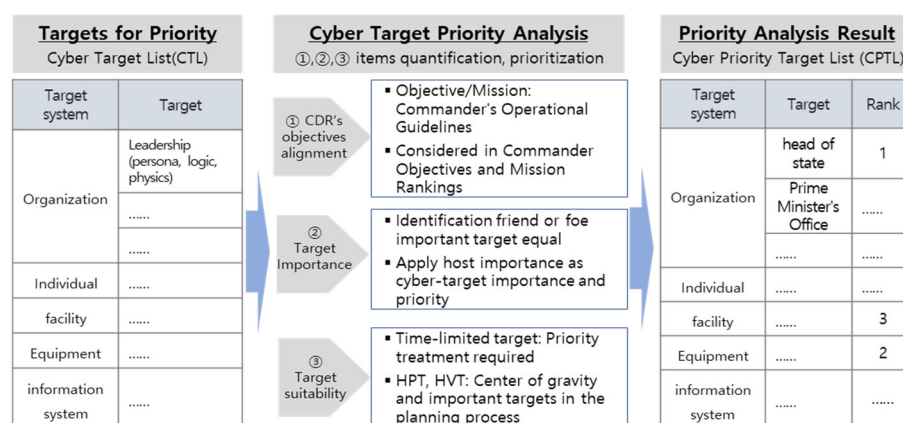 Targets for Priority
Cyber Target List(CTL)
Target
system
Target
Organization
Leadership
(persona, logic,
physics)
......
......
Individual
......
facility
......
Equipment
......
information
system
......
Cyber Target Priority Analysis
①,②,③ items quantification, prioritization
① CDR's
objectives
alignment
▪ Objective/Mission:
Commander's Operational
Guidelines
▪ Considered in Commander
Objectives and Mission
Rankings
②
Target
Importance
▪ Identification friend or foe
important target equal
▪ Apply host importance as
cyber-target importance and
priority
③
Target
suitability
▪ Time-limited target: Priority
treatment required
▪ HPT, HVT: Center of gravity
and important targets in the
planning process
Priority Analysis Result
Cyber Priority Target List (CPTL)
Target
system
Target
Rank
Organization
head of
state
1
Prime
Minister's
Office
......
......
......
Individual
......
......
facility
......
3
Equipment
......
2
information
system
......
......